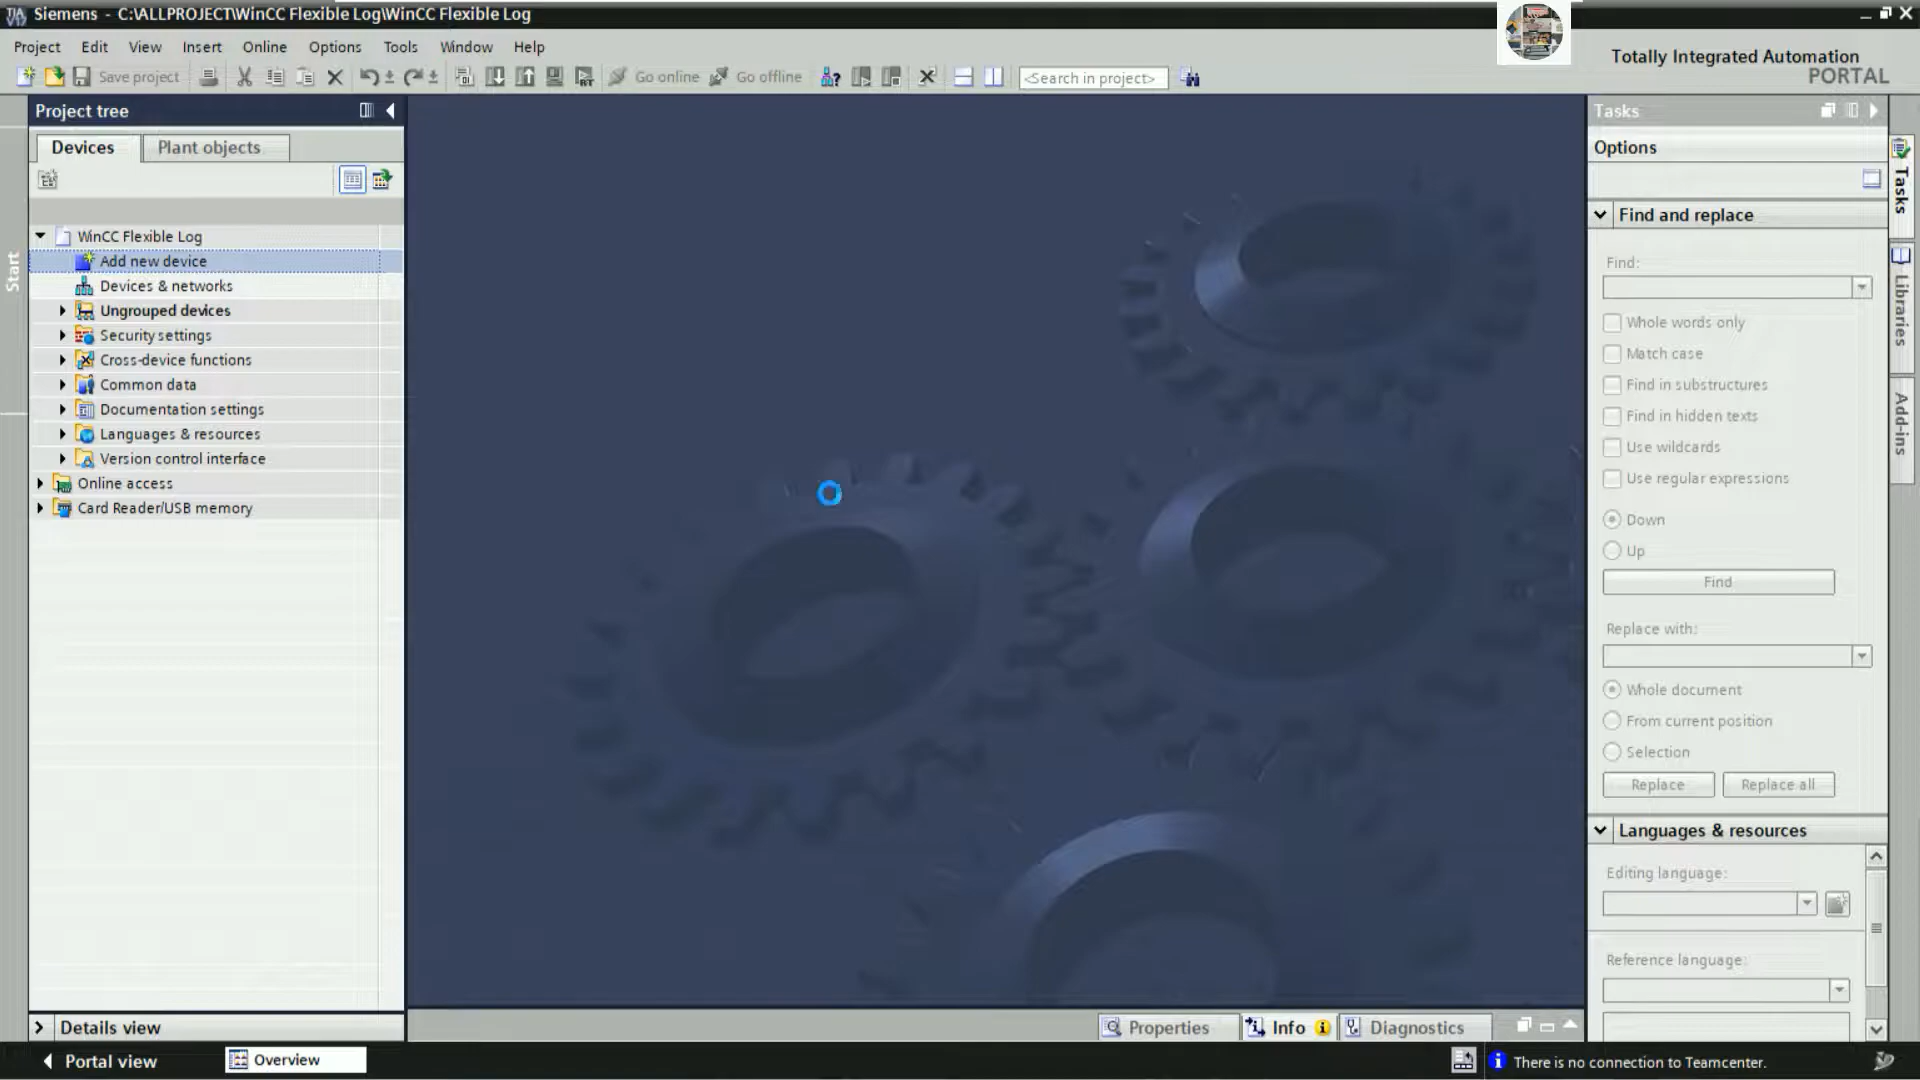 Siemens - C:\ALLPROJECT\WinCC Flexible Log\WinCC Flexible Log
Project Edit View Insert Online Options Tools Window Help
Totally Integrated Automation
PORTAL
Save project
Go online
Go offline
<Search in project>
Project tree
Devices
Plant objects
WinCC Flexible Log
Add new device
Devices & networks
Ungrouped devices
Security settings
Cross-device functions
Common data
Documentation settings
Languages & resources
Version control interface
Online access
Card Reader/USB memory
Start
Details view
Portal view
Overview
Tasks
Options
Find and replace
Find:
Whole words only
Match case
Find in substructures
Find in hidden texts
Use wildcards
Use regular expressions
Down
Up
Find
Replace with:
Whole document
From current position
Selection
Replace
Replace all
Languages & resources
Editing language:
Reference language:
Tasks
Libraries
Add-ins
Properties
Info
Diagnostics
There is no connection to Teamcenter.